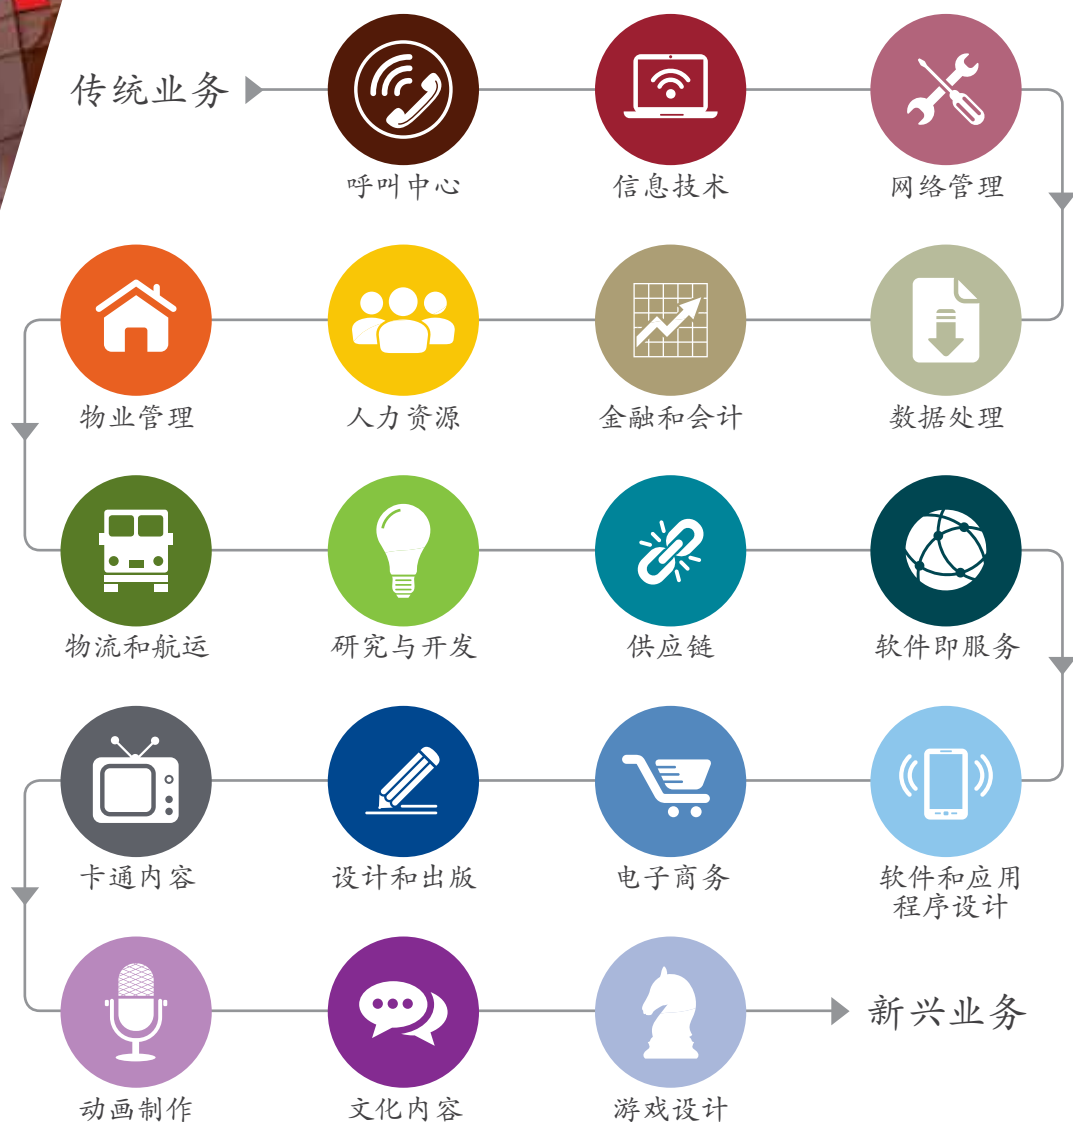 传统业务
呼叫中心
信息技术
网络管理
物业管理
人力资源
金融和会计
数据处理
物流和航运
研究与开发
供应链
软件即服务
卡通内容
设计和出版
电子商务
软件和应用
程序设计
动画制作
文化内容
游戏设计
新兴业务